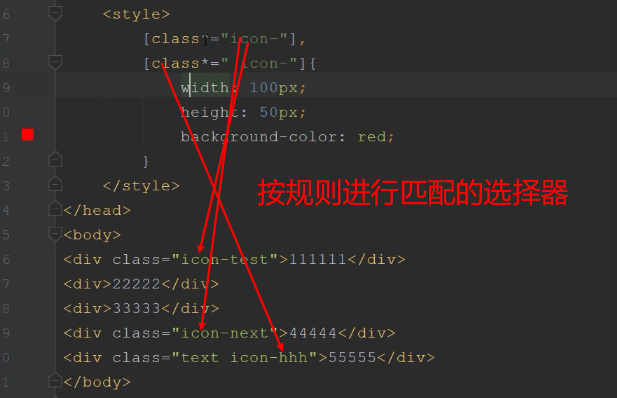 6 <style>
7 [class^="icon-"],
8 [class*=" icon-"]{
9 width: 100px;
0 height: 50px;
1 background-color: red;
2 }
3 </style>
按规则进行匹配的选择器
4 </head>
5 <body>
6 <div class="icon-test">111111</div>
7 <div>22222</div>
8 <div>33333</div>
9 <div class="icon-next">44444</div>
0 <div class="text icon-hhh">55555</div>
1 </body>